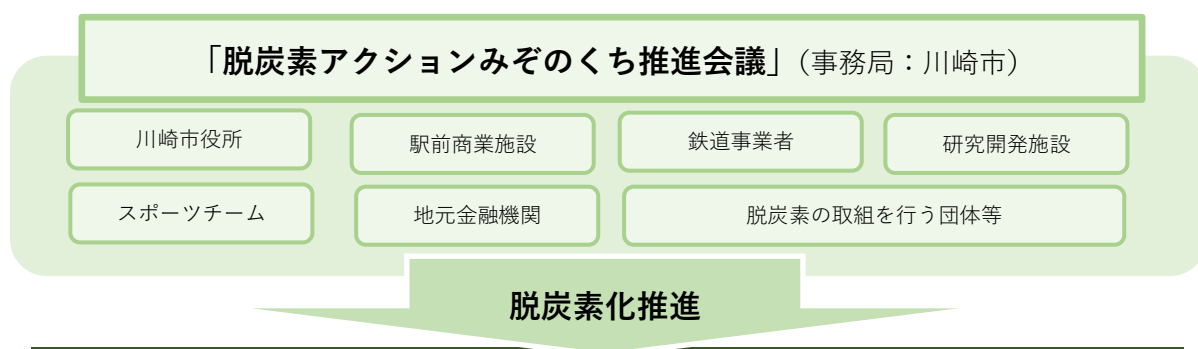 「脱炭素アクションみぞのくち推進会議」（事務局：川崎市）
川崎市役所
駅前商業施設
鉄道事業者
研究開発施設
スポーツチーム
地元金融機関
脱炭素の取組を行う団体等
脱炭素化推進